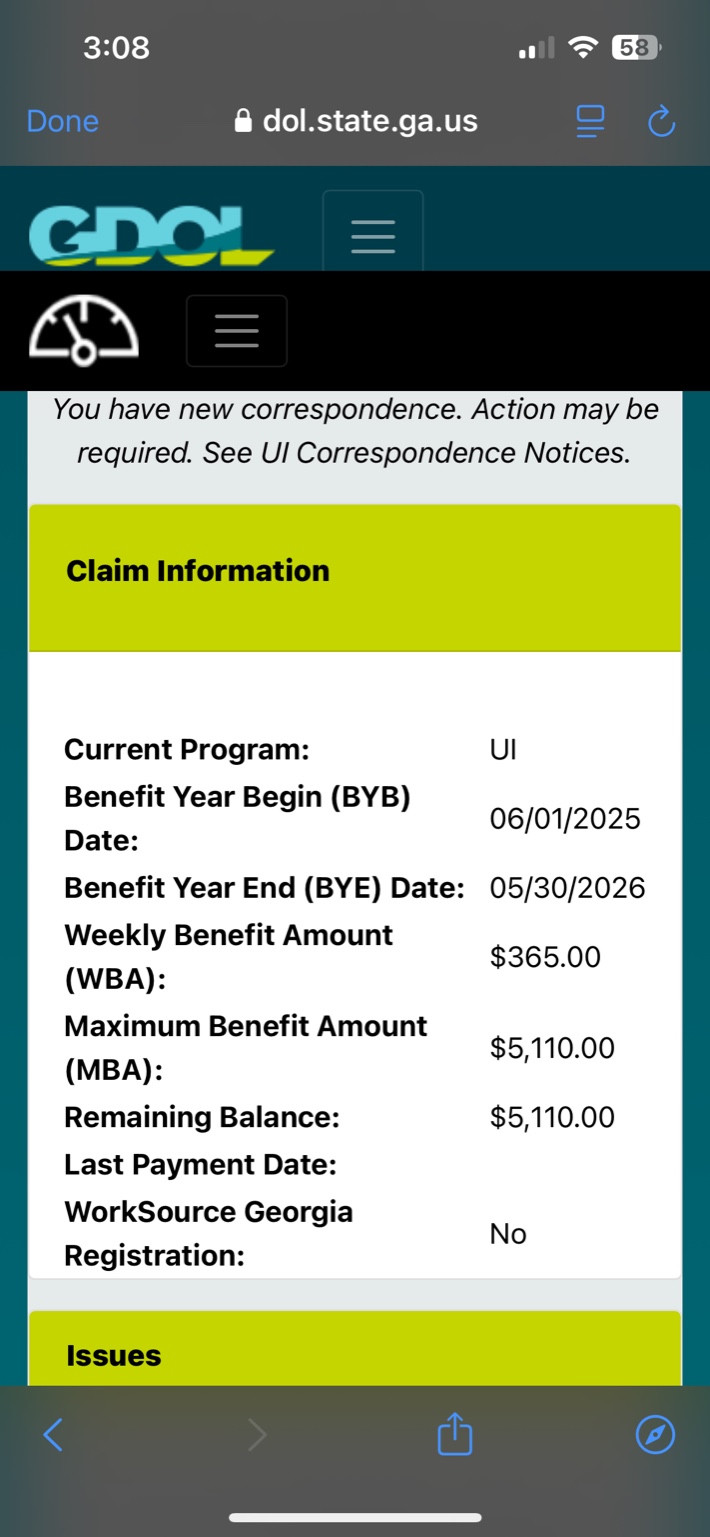 3:08
58
Done
dol.state.ga.us
GDOL
You have new correspondence. Action may be
required. See UI Correspondence Notices.
Claim Information
Current Program: UI
Benefit Year Begin (BYB)
Date: 06/01/2025
Benefit Year End (BYE) Date: 05/30/2026
Weekly Benefit Amount
(WBA): $365.00
Maximum Benefit Amount
(MBA): $5,110.00
Remaining Balance: $5,110.00
Last Payment Date:
WorkSource Georgia
Registration: No
Issues